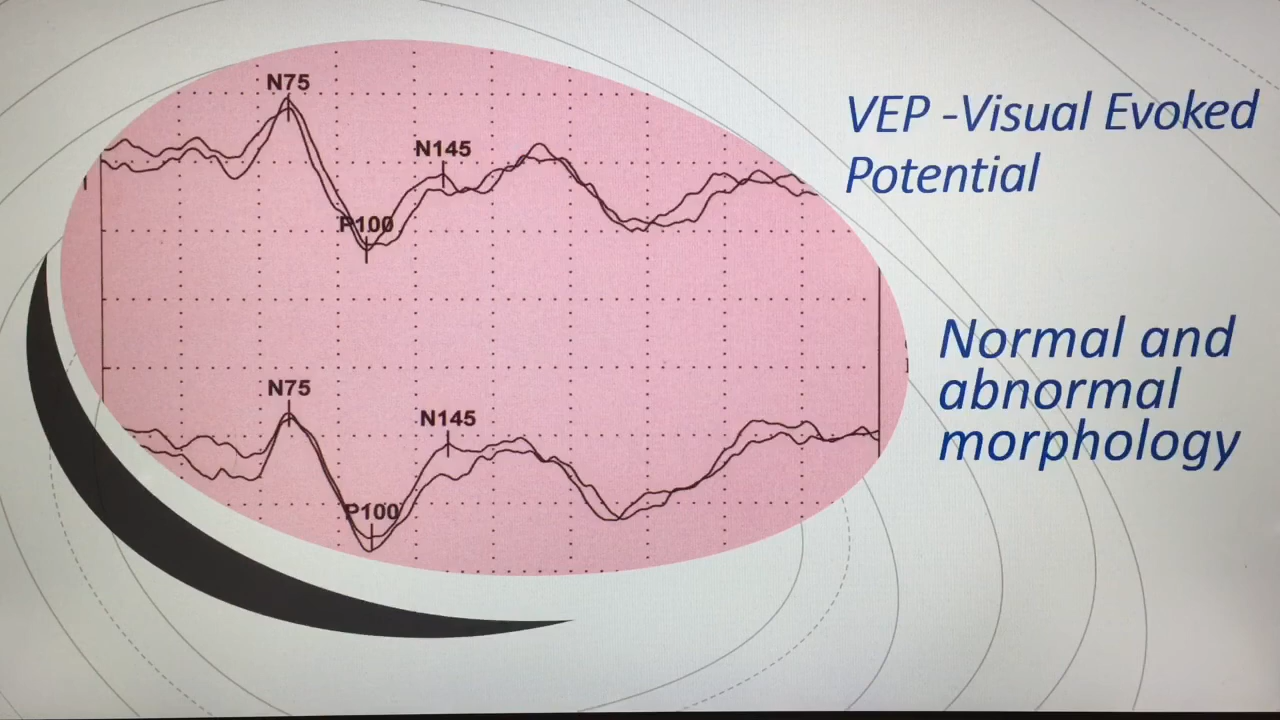 N75
N145
P100
N75
N145
P100
VEP -Visual Evoked
Potential
Normal and
abnormal
morphology